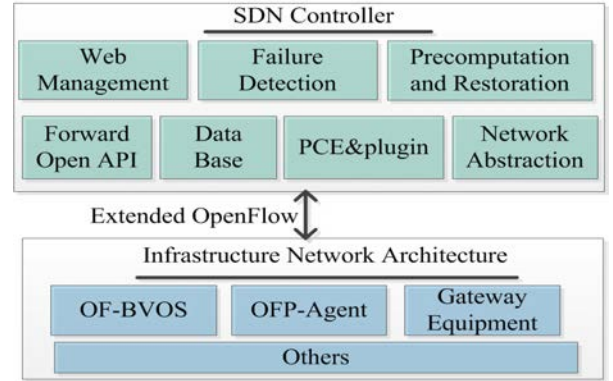 SDN Controller
Web
Management
Failure
Detection
Precomputation
and Restoration
Forward
Open API
Data
Base
PCE&plugin
Network
Abstraction
Extended OpenFlow
Infrastructure Network Architecture
OF-BVOS
OFP-Agent
Gateway
Equipment
Others